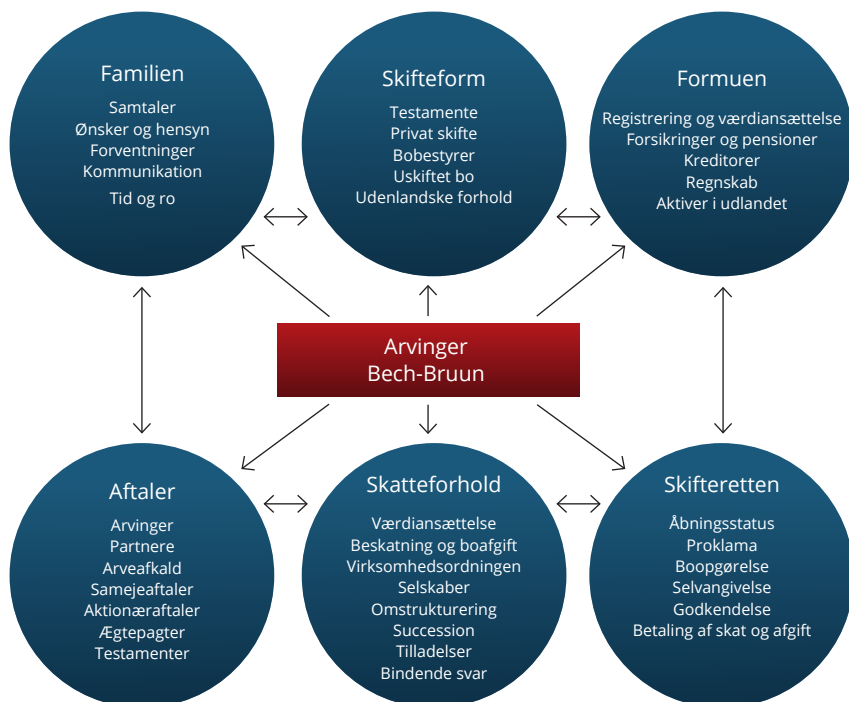 Familien
Samtaler
Ønsker og hensyn
Forventninger
Kommunikation
Tid og ro
Skifteform
Testamente
Privat skifte
Bobestyrer
Uskiftet bo
Udenlandske forhold
Formuen
Registrering og værdiansættelse
Forsikringer og pensioner
Kreditorer
Regnskab
Aktiver i udlandet
Arvinger
Bech-Bruun
Aftaler
Arvinger
Partnere
Arveafkald
Samejeaftaler
Aktionæraftaler
Ægtepagter
Testamenter
Skatteforhold
Værdiansættelse
Beskatning og boafgift
Virksomhedsordningen
Selskaber
Omstrukturering
Succession
Tilladelser
Bindende svar
Skifteretten
Åbningsstatus
Proklama
Boopgørelse
Selvangivelse
Godkendelse
Betaling af skat og afgift